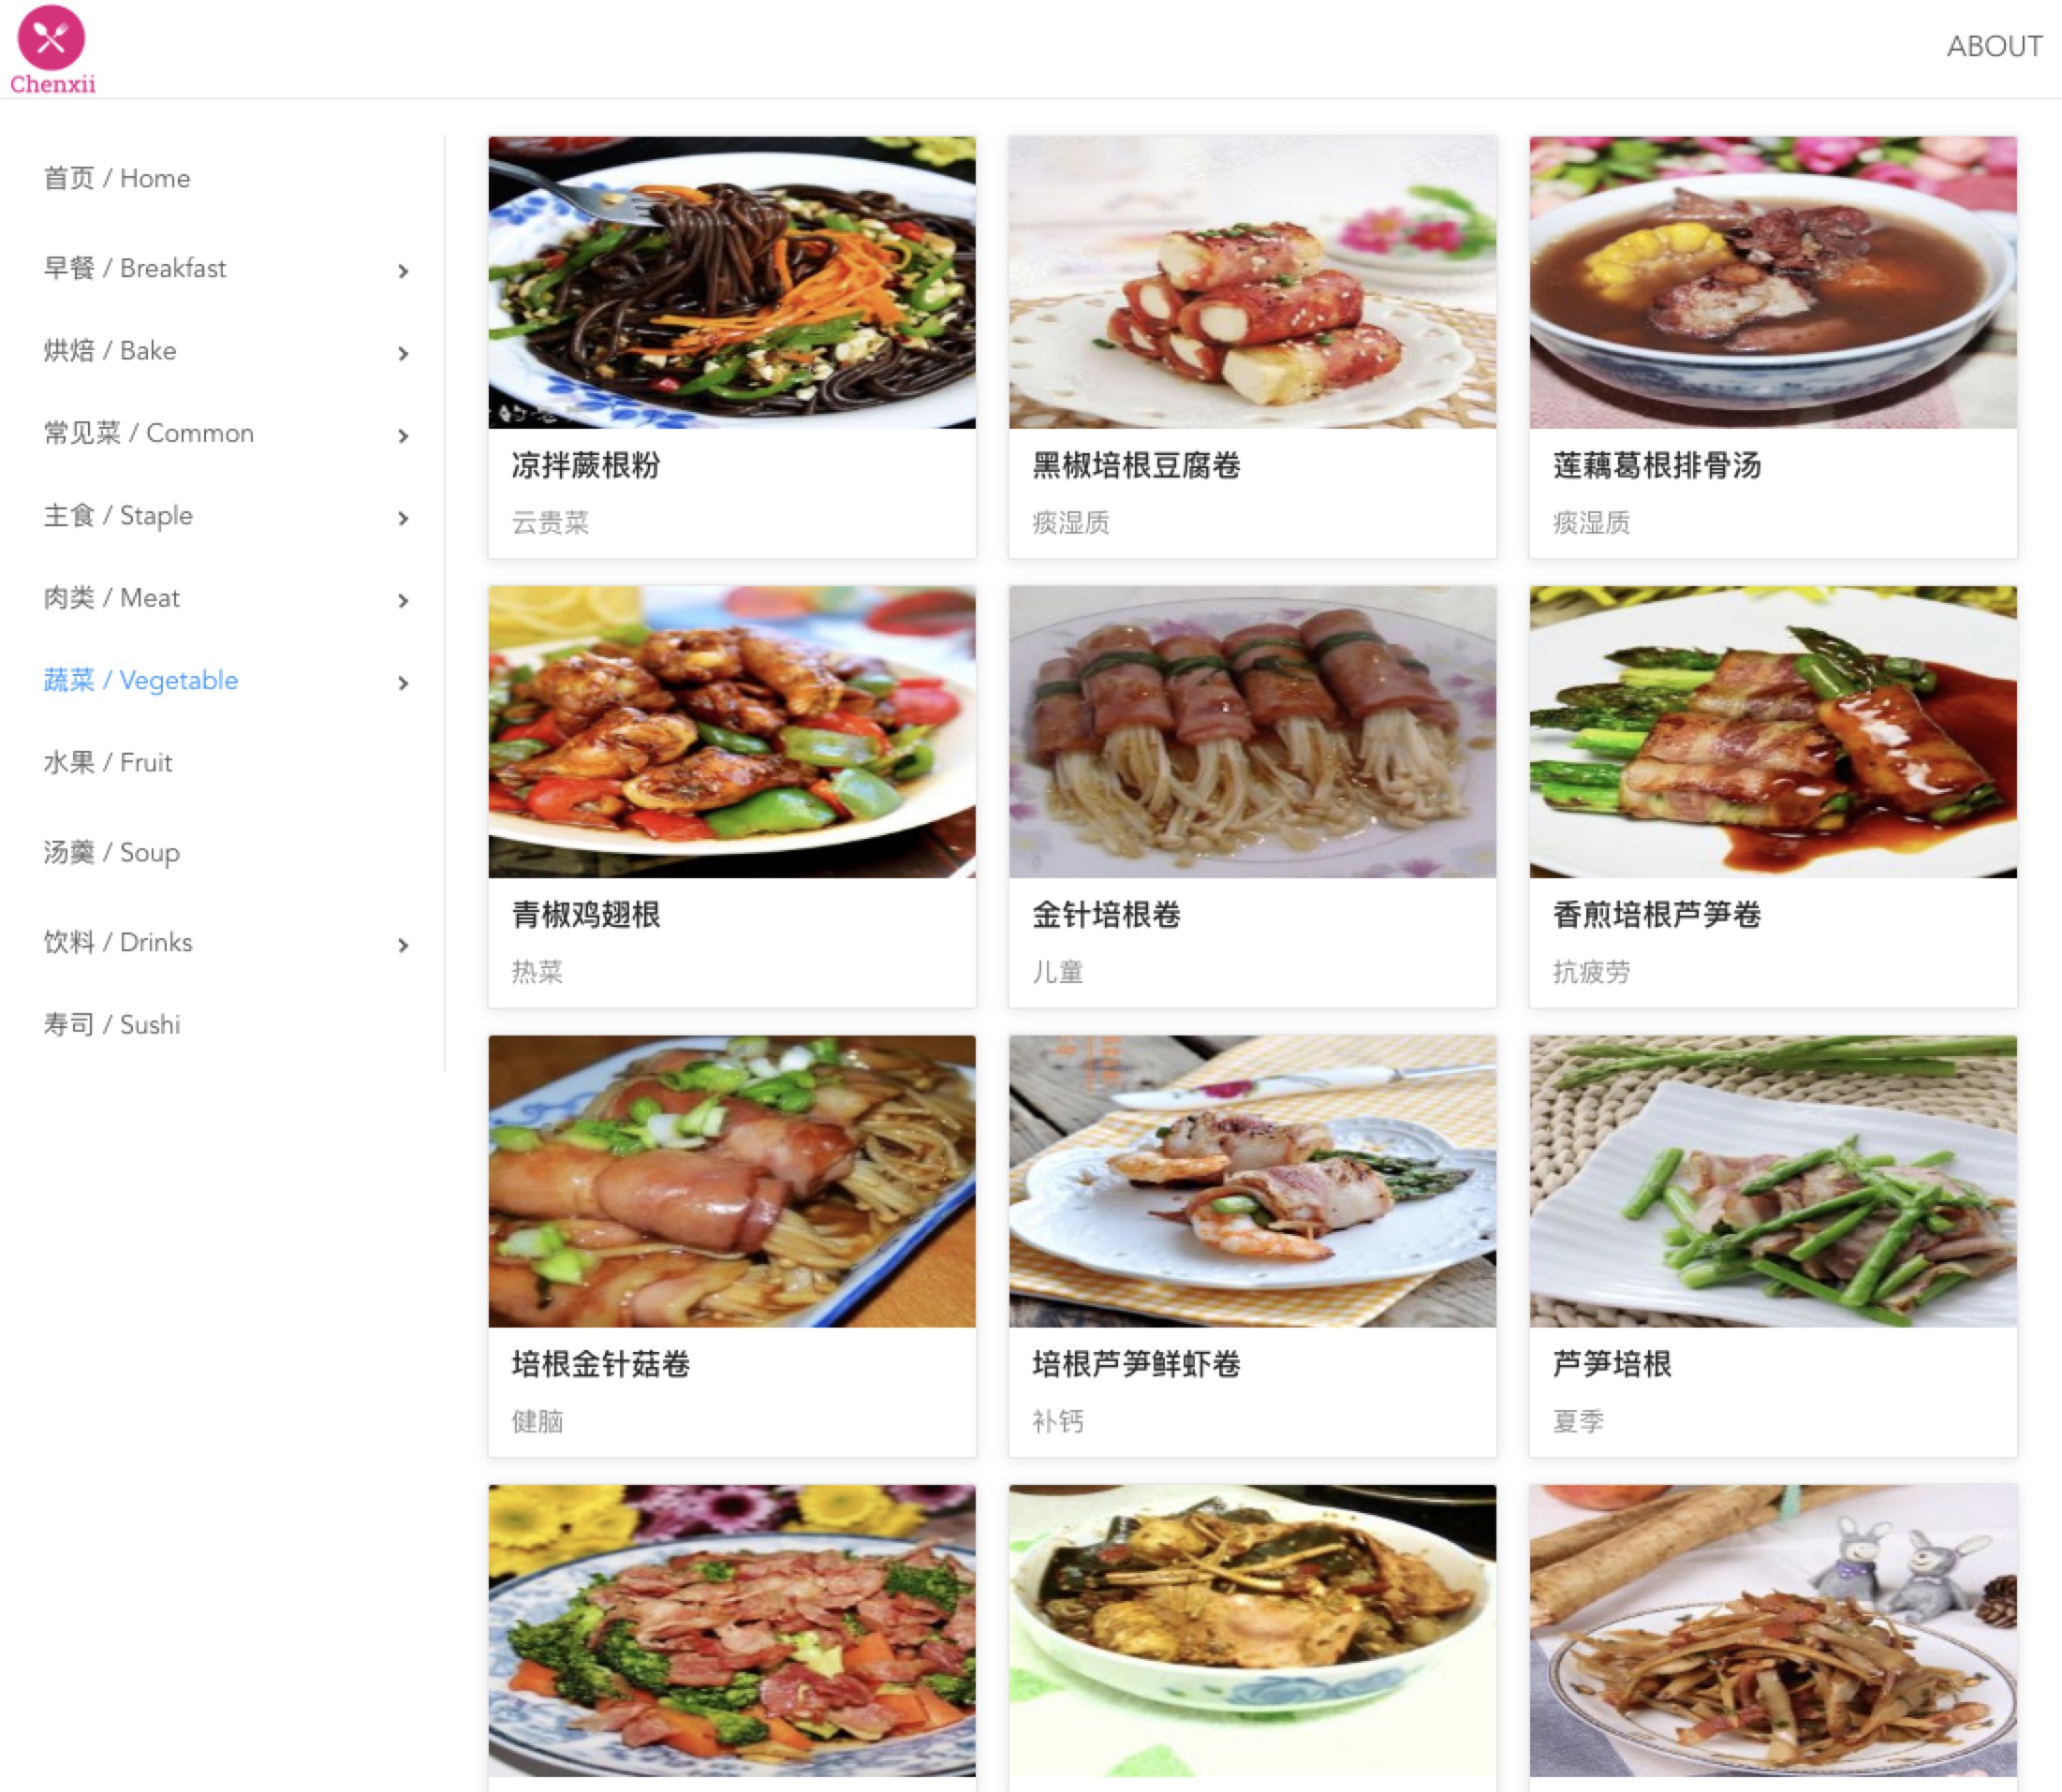 Chenxii
ABOUT
首页 / Home
早餐 / Breakfast
烘焙 / Bake
常见菜 / Common
主食 / Staple
肉类 / Meat
蔬菜 / Vegetable
水果 / Fruit
汤羹 / Soup
饮料 / Drinks
寿司 / Sushi
凉拌蕨根粉
云贵菜
黑椒培根豆腐卷
痰湿质
莲藕葛根排骨汤
痰湿质
青椒鸡翅根
热菜
金针培根卷
儿童
香煎培根芦笋卷
抗疲劳
培根金针菇卷
健脑
培根芦笋鲜虾卷
补钙
芦笋培根
夏季